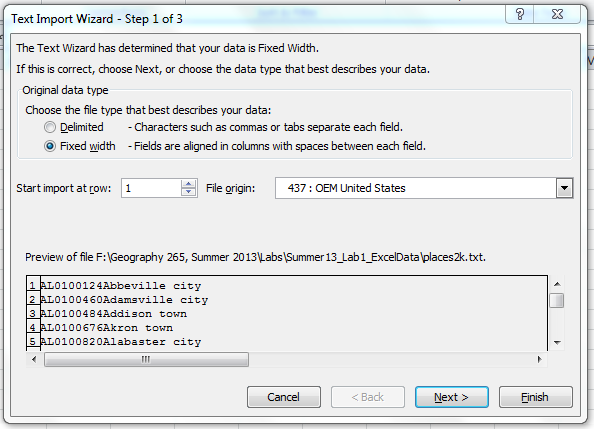 Text Import Wizard - Step 1 of 3
The Text Wizard has determined that your data is Fixed Width.
If this is correct, choose Next, or choose the data type that best describes your data.
Original data type
Choose the file type that best describes your data:
Delimited - Characters such as commas or tabs separate each field.
Fixed width - Fields are aligned in columns with spaces between each field.
Start import at row: 1 File origin: 437 : OEM United States
Preview of file F:\Geography 265, Summer 2013\Labs\Summer13_Lab1_ExcelData\places2k.txt.
1 AL0100124Abbeville city
2 AL0100460Adamsville city
3 AL0100484Addison town
4 AL0100676Akron town
5 AL0100820Alabaster city
Cancel < Back Next > Finish